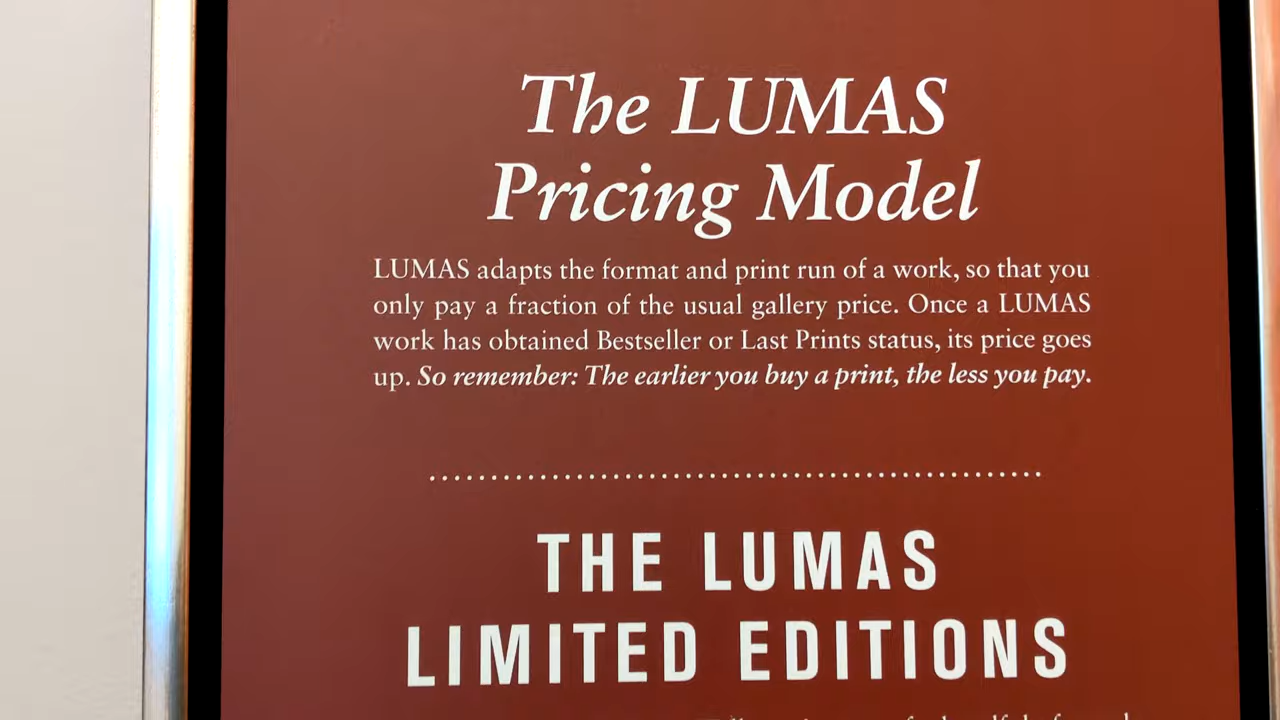 The LUMAS
Pricing Model
LUMAS adapts the format and print run of a work, so that you
only pay a fraction of the usual gallery price. Once a LUMAS
work has obtained Bestseller or Last Prints status, its price goes
up. So remember: The earlier you buy a print, the less you pay.
THE LUMAS
LIMITED EDITIONS